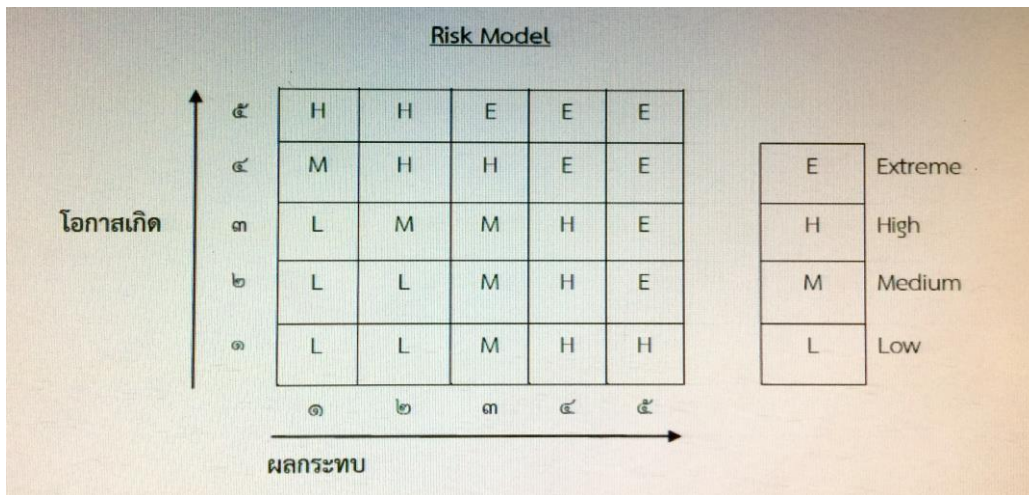 Risk Model
๕ H H E E E
๔ M H H E E E Extreme
โอกาสเกิด ๓ L M M H E H High
๒ L L M H E M Medium
๑ L L M H H L Low
๑ ๒ ๓ ๔ ๕
ผลกระทบ